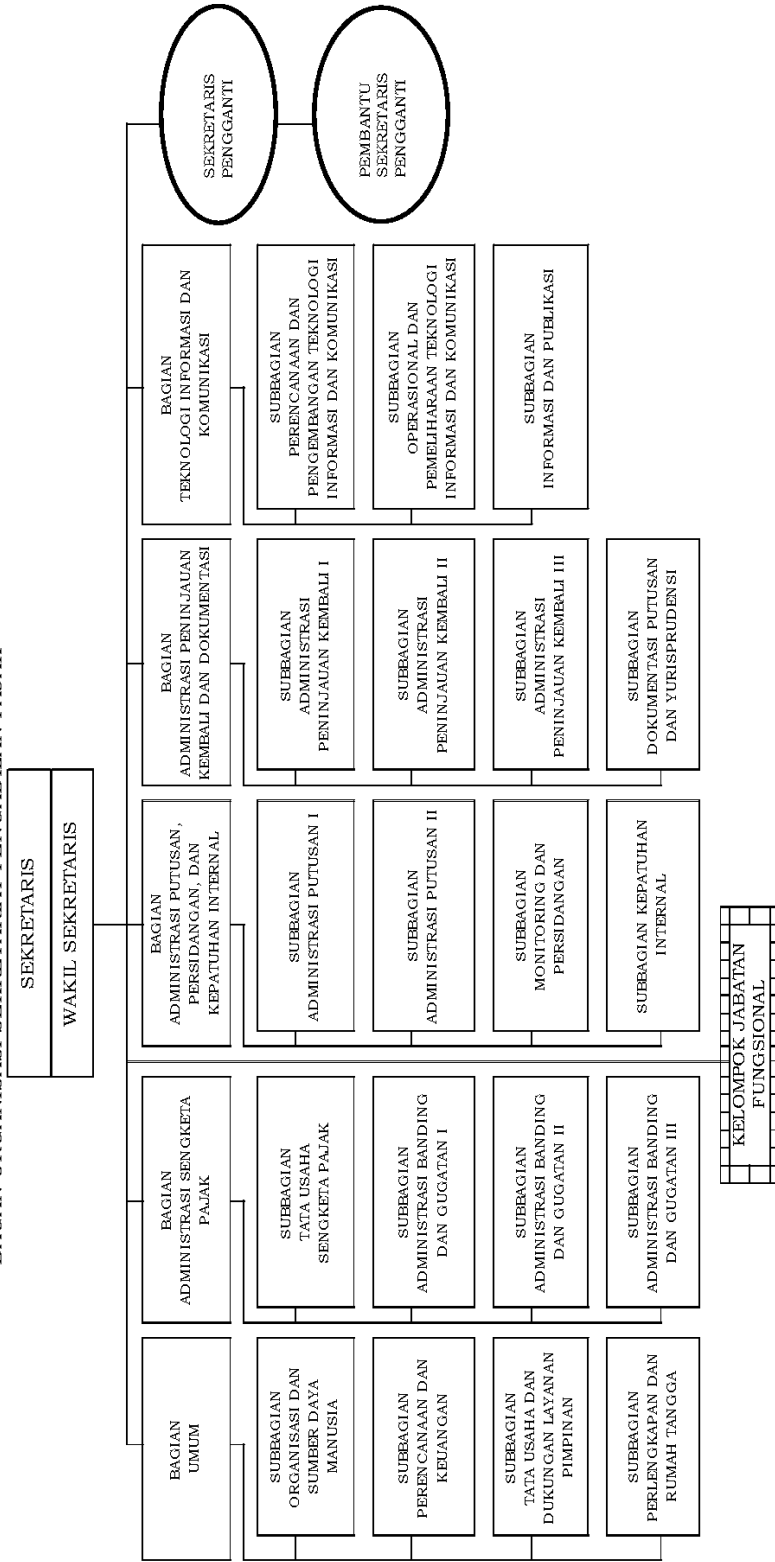 SEKRETARIS
WAKIL SEKRETARIS
BAGIAN
UMUM
SUBBAGIAN
ORGANISASI DAN
SUMBER DAYA
MANUSIA
SUBBAGIAN
PERENCANAAN DAN
KEUANGAN
SUBBAGIAN
TATA USAHA DAN
DUKUNGAN LAYANAN
PIMPINAN
SUBBAGIAN
PERLENGKAPAN DAN
RUMAH TANGGA
BAGIAN
ADMINISTRASI SENGKETA
PAJAK
SUBBAGIAN
TATA USAHA
SENGKETA PAJAK
SUBBAGIAN
ADMINISTRASI BANDING
DAN GUGATAN I
SUBBAGIAN
ADMINISTRASI BANDING
DAN GUGATAN II
SUBBAGIAN
ADMINISTRASI BANDING
DAN GUGATAN III
BAGIAN
ADMINISTRASI PUTUSAN,
PERSIDANGAN, DAN
KEPATUHAN INTERNAL
SUBBAGIAN
ADMINISTRASI PUTUSAN I
SUBBAGIAN
ADMINISTRASI PUTUSAN II
SUBBAGIAN
MONITORING DAN
PERSIDANGAN
SUBBAGIAN KEPATUHAN
INTERNAL
BAGIAN
ADMINISTRASI PENINJAUAN
KEMBALI DAN DOKUMENTASI
SUBBAGIAN
ADMINISTRASI
PENINJAUAN KEMBALI I
SUBBAGIAN
ADMINISTRASI
PENINJAUAN KEMBALI II
SUBBAGIAN
ADMINISTRASI
PENINJAUAN KEMBALI III
SUBBAGIAN
DOKUMENTASI PUTUSAN
DAN YURISPRUDENSI
BAGIAN
TEKNOLOGI INFORMASI DAN
KOMUNIKASI
SUBBAGIAN
PERENCANAAN DAN
PENGEMBANGAN TEKNOLOGI
INFORMASI DAN KOMUNIKASI
SUBBAGIAN
OPERASIONAL DAN
PEMELIHARAAN TEKNOLOGI
INFORMASI DAN KOMUNIKASI
SUBBAGIAN
INFORMASI DAN PUBLIKASI
SEKRETARIS
PENGGANTI
PEMBANTU
SEKRETARIS
PENGGANTI
KELOMPOK JABATAN
FUNGSIONAL